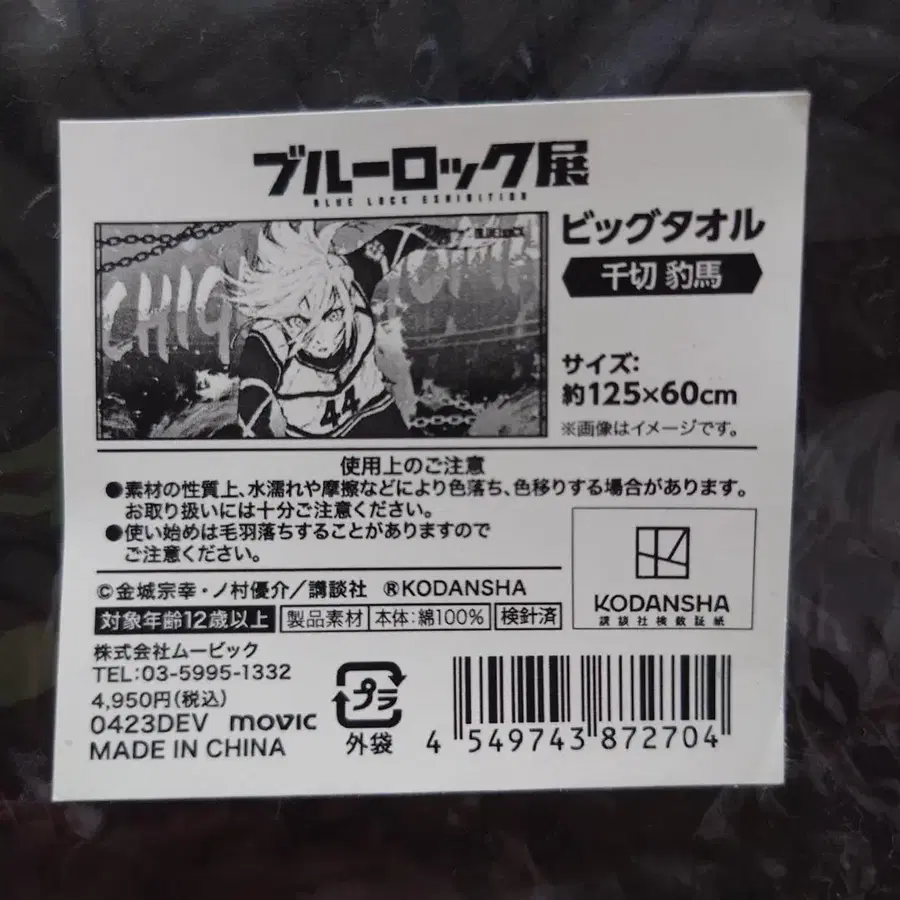 ブルーロック展
BLUE LOCK EXHIBITION
ビッグタオル
千切 豹馬
サイズ:
約125×60cm
※画像はイメージです。
CHIG
44
使用上のご注意
●素材の性質上、水濡れや摩擦などにより色落ち、色移りする場合があります。
お取り扱いには十分ご注意ください。
●使い始めは毛羽落ちすることがありますので
ご注意ください。
©金城宗幸・ノ村優介/講談社 ®KODANSHA
対象年齢12歳以上 製品素材 本体:綿100% 検針済
KODANSHA
講談社検数証紙
株式会社ムービック
TEL:03-5995-1332
4,950円(税込)
0423DEV movic
MADE IN CHINA
プラ
外袋
4 549743 872704